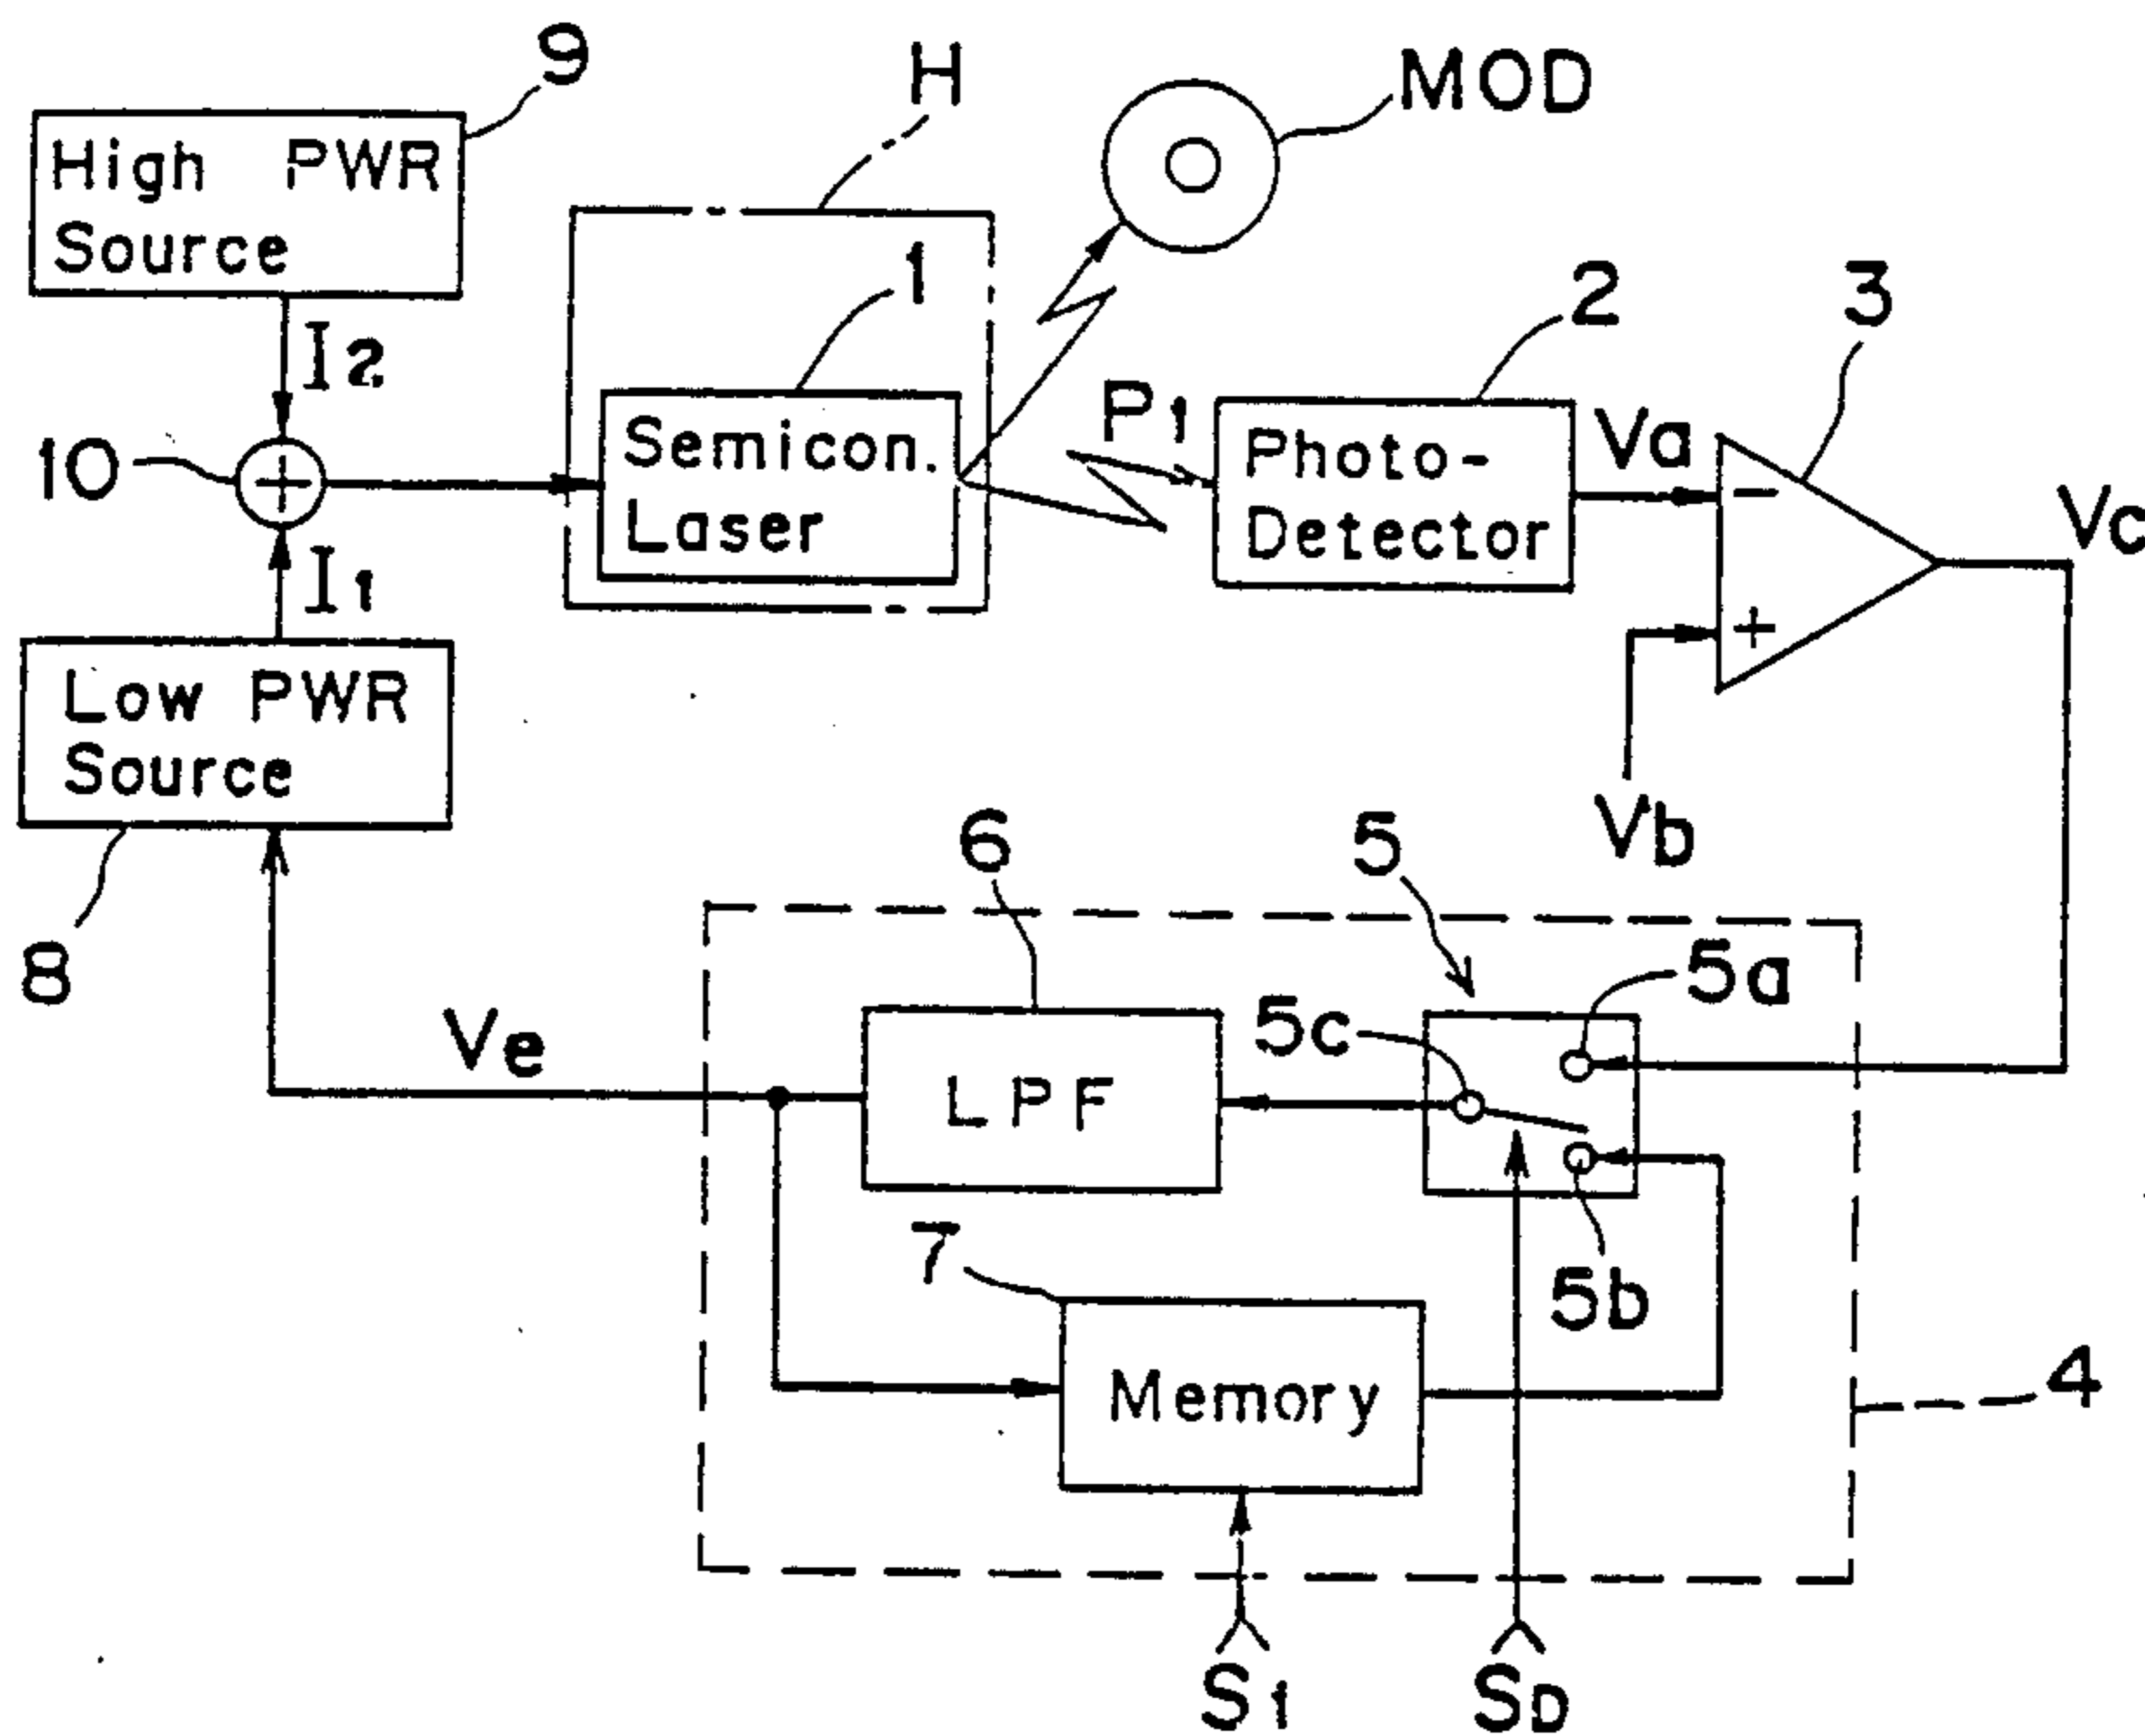 9
H
MOD
High PWR
Source
1
2
3
I2
P1
Va
Vc
10
Semicon.
Laser
Photo-
Detector
−
+
I1
Vb
Low PWR
Source
8
6
5
5a
5c
Ve
LPF
5b
7
Memory
4
S1
SD